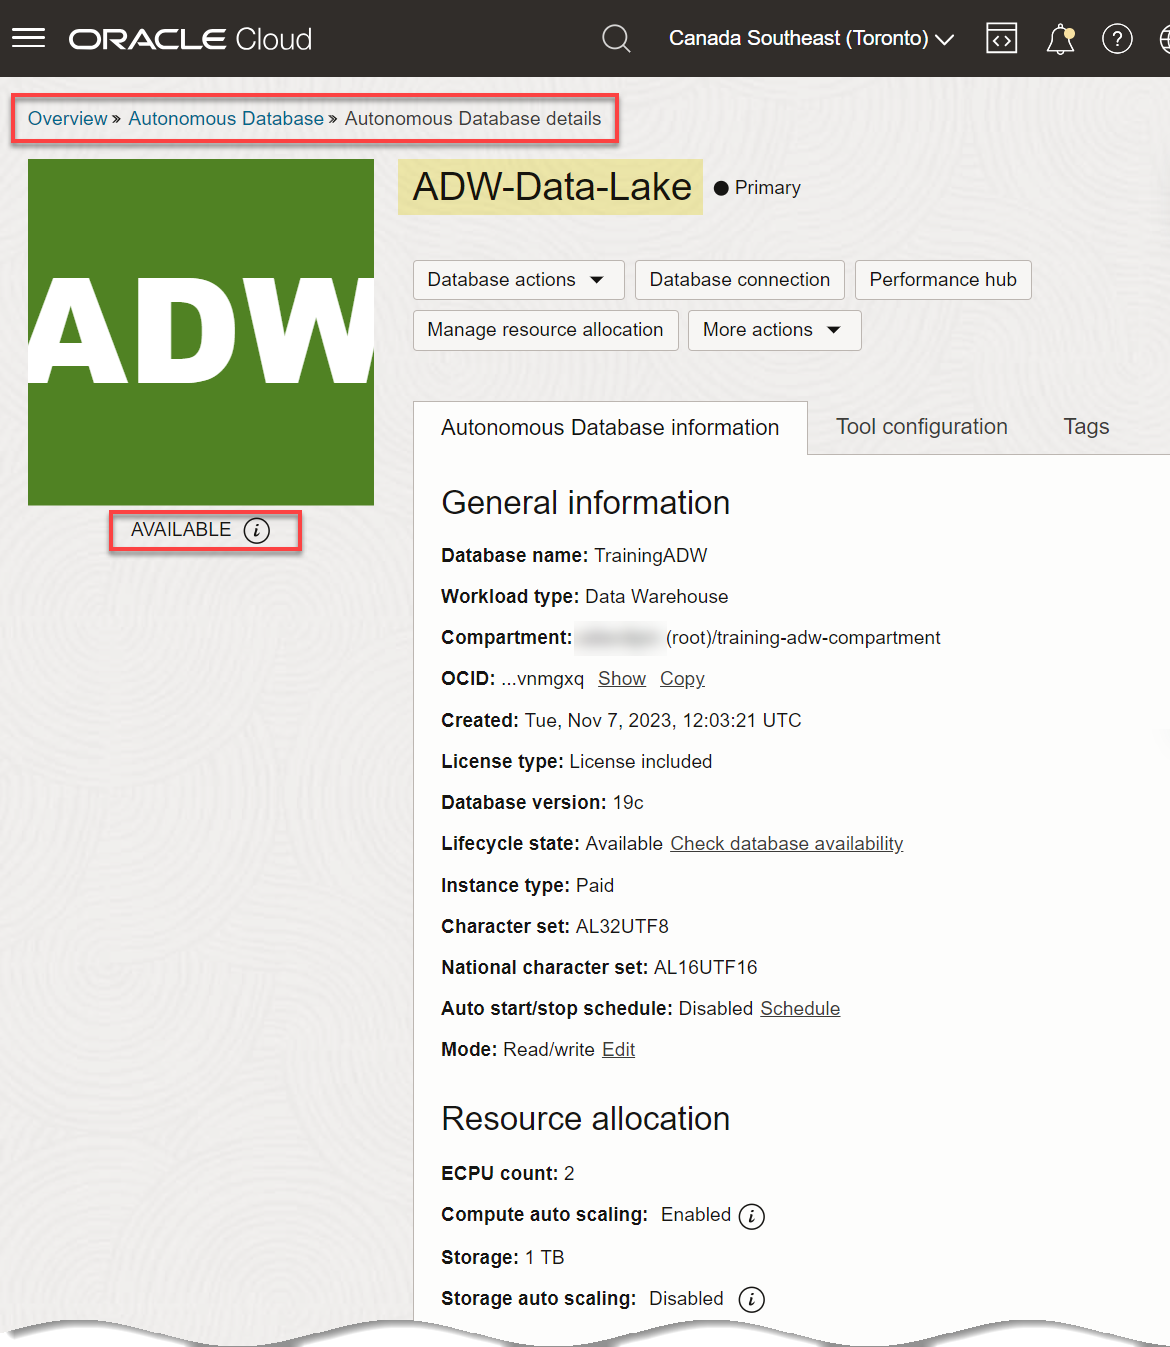 ORACLE Cloud
Canada Southeast (Toronto)
Overview » Autonomous Database » Autonomous Database details
ADW
AVAILABLE
ADW-Data-Lake
Primary
Database actions
Database connection
Performance hub
Manage resource allocation
More actions
Autonomous Database information
Tool configuration
Tags
General information
Database name: TrainingADW
Workload type: Data Warehouse
Compartment: (root)/training-adw-compartment
OCID: ...vnmgxq Show Copy
Created: Tue, Nov 7, 2023, 12:03:21 UTC
License type: License included
Database version: 19c
Lifecycle state: Available Check database availability
Instance type: Paid
Character set: AL32UTF8
National character set: AL16UTF16
Auto start/stop schedule: Disabled Schedule
Mode: Read/write Edit
Resource allocation
ECPU count: 2
Compute auto scaling: Enabled
Storage: 1 TB
Storage auto scaling: Disabled